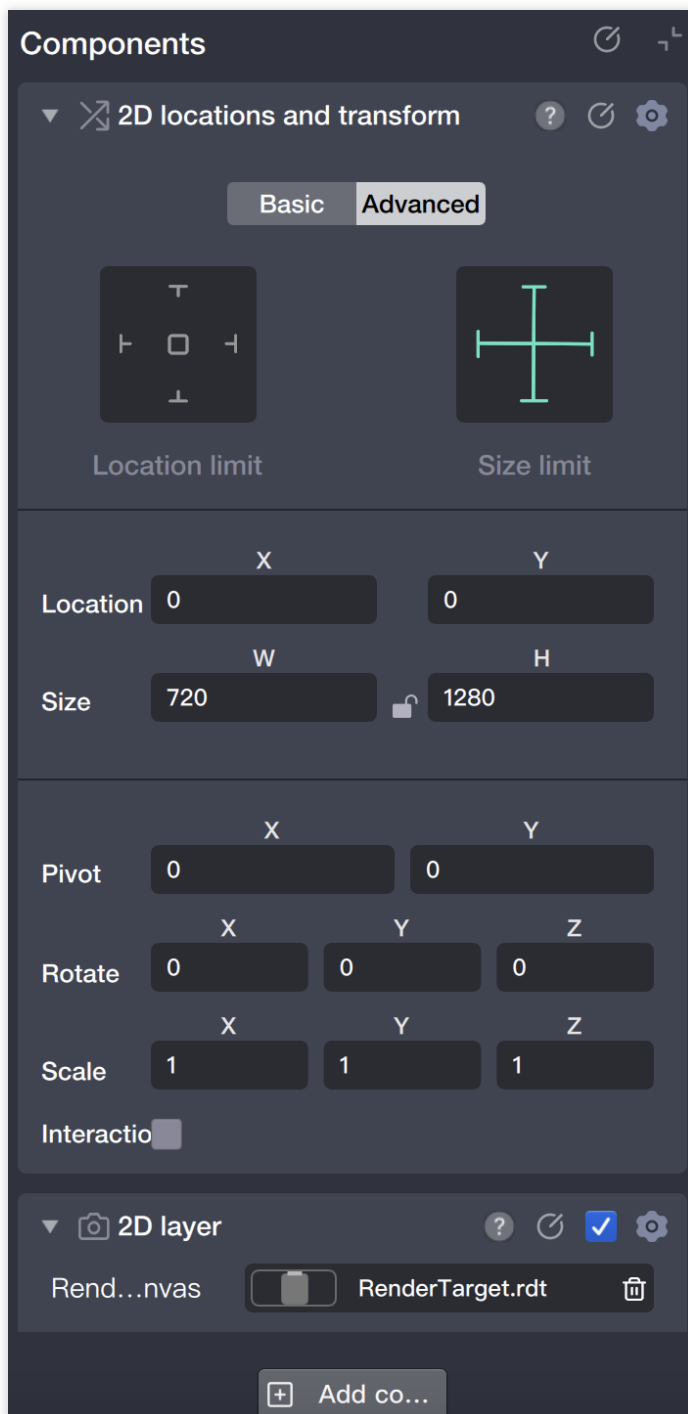 Components
2D locations and transform ?
Basic Advanced
Location limit Size limit
X Y
Location 0 0
W H
Size 720 1280
X Y
Pivot 0 0
X Y Z
Rotate 0 0 0
X Y Z
Scale 1 1 1
Interactio
2D layer ?
Rend...nvas RenderTarget.rdt
Add co...